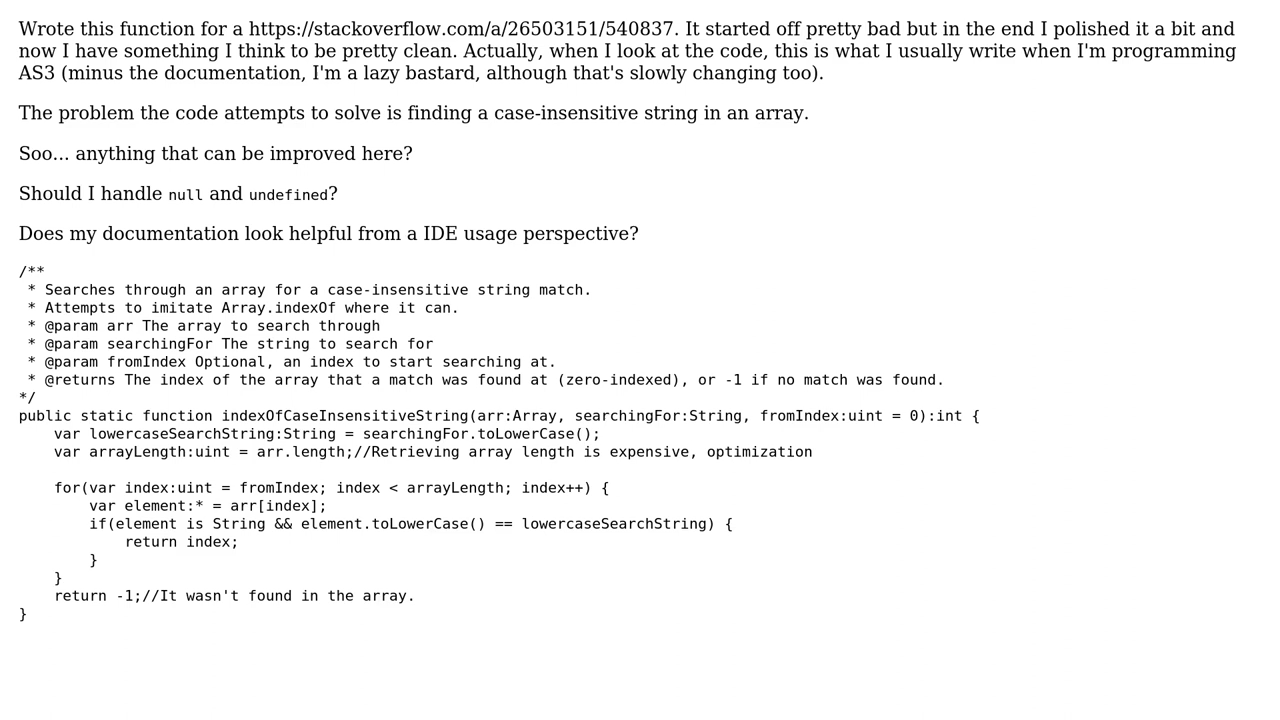 Wrote this function for a https://stackoverflow.com/a/26503151/540837. It started off pretty bad but in the end I polished it a bit and
now I have something I think to be pretty clean. Actually, when I look at the code, this is what I usually write when I'm programming
AS3 (minus the documentation, I'm a lazy bastard, although that's slowly changing too).
The problem the code attempts to solve is finding a case-insensitive string in an array.
Soo... anything that can be improved here?
Should I handle null and undefined?
Does my documentation look helpful from a IDE usage perspective?
/**
 * Searches through an array for a case-insensitive string match.
 * Attempts to imitate Array.indexOf where it can.
 * @param arr The array to search through
 * @param searchingFor The string to search for
 * @param fromIndex Optional, an index to start searching at.
 * @returns The index of the array that a match was found at (zero-indexed), or -1 if no match was found.
*/
public static function indexOfCaseInsensitiveString(arr:Array, searchingFor:String, fromIndex:uint = 0):int {
    var lowercaseSearchString:String = searchingFor.toLowerCase();
    var arrayLength:uint = arr.length;//Retrieving array length is expensive, optimization
    for(var index:uint = fromIndex; index < arrayLength; index++) {
        var element:* = arr[index];
        if(element is String && element.toLowerCase() == lowercaseSearchString) {
            return index;
        }
    }
    return -1;//It wasn't found in the array.
}